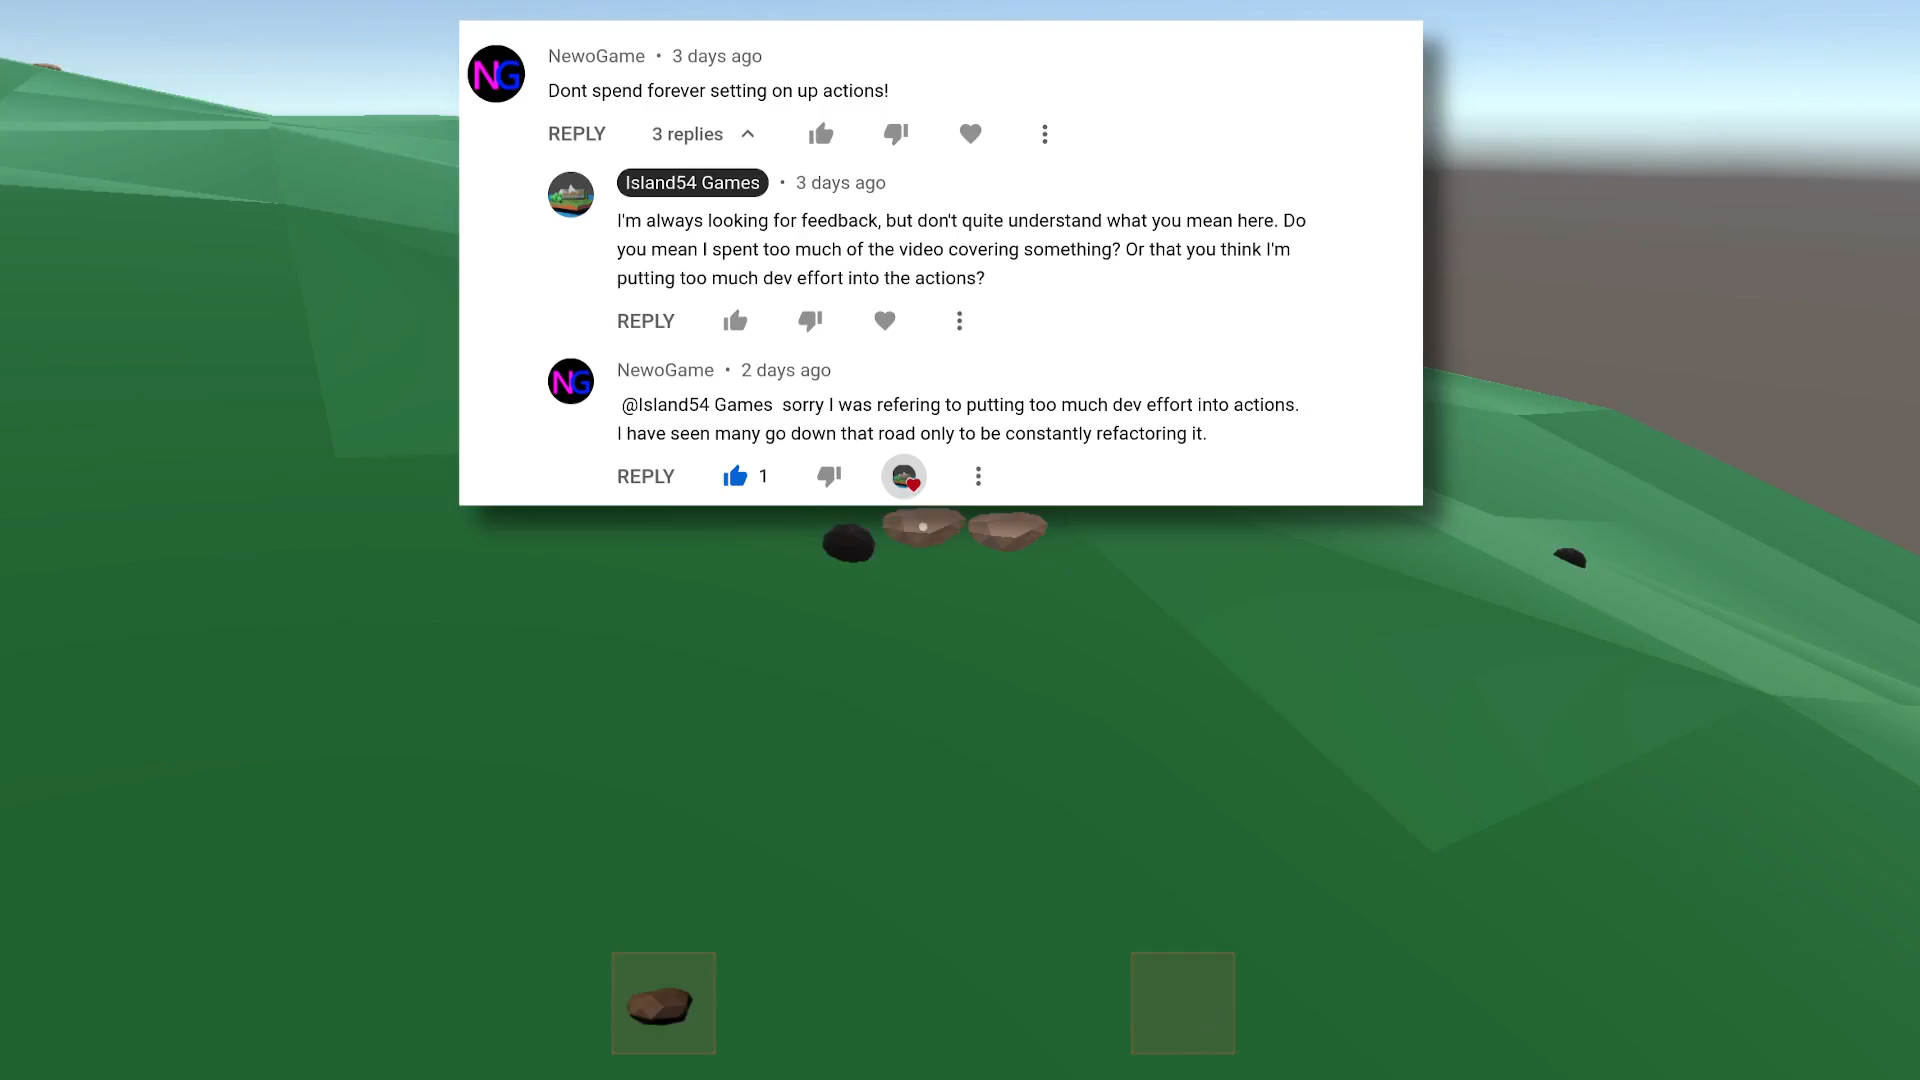 NG
NewoGame • 3 days ago
Dont spend forever setting on up actions!
REPLY 3 replies
Island54 Games • 3 days ago
I'm always looking for feedback, but don't quite understand what you mean here. Do
you mean I spent too much of the video covering something? Or that you think I'm
putting too much dev effort into the actions?
REPLY
NG
NewoGame • 2 days ago
@Island54 Games sorry I was refering to putting too much dev effort into actions.
I have seen many go down that road only to be constantly refactoring it.
REPLY 1